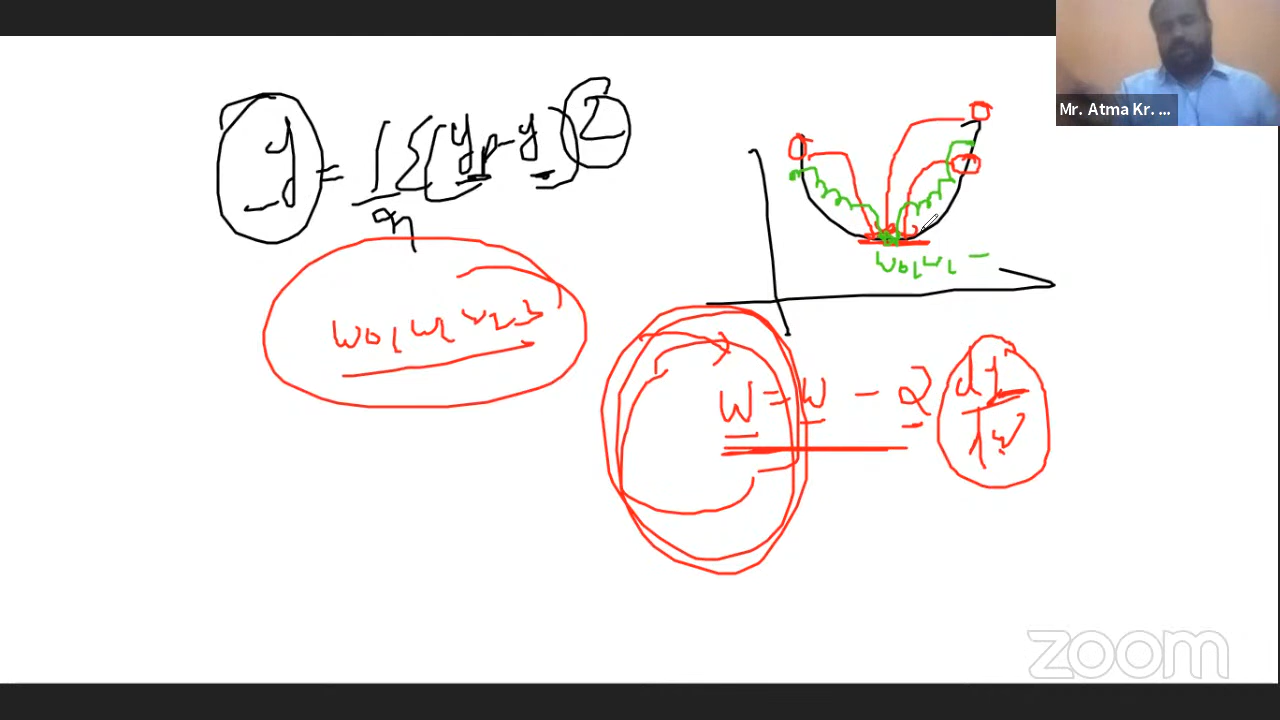 J = 1/n Σ(yp - y)²
w0, w1, w2, w3
w0, w1 -
w = w - α dJ/dw
Mr. Atma Kr. ...
zoom